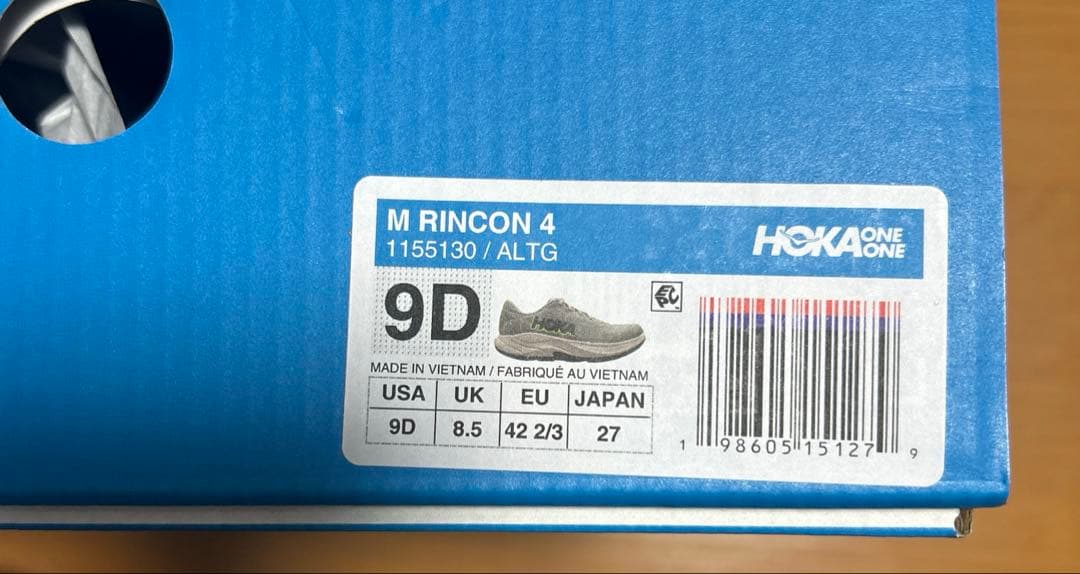 M RINCON 4
1155130 / ALTG
HOKA ONE ONE
9D
HOKA
MADE IN VIETNAM / FABRIQUÉ AU VIETNAM
USA UK EU JAPAN
9D 8.5 42 2/3 27
1 98605 15127 9